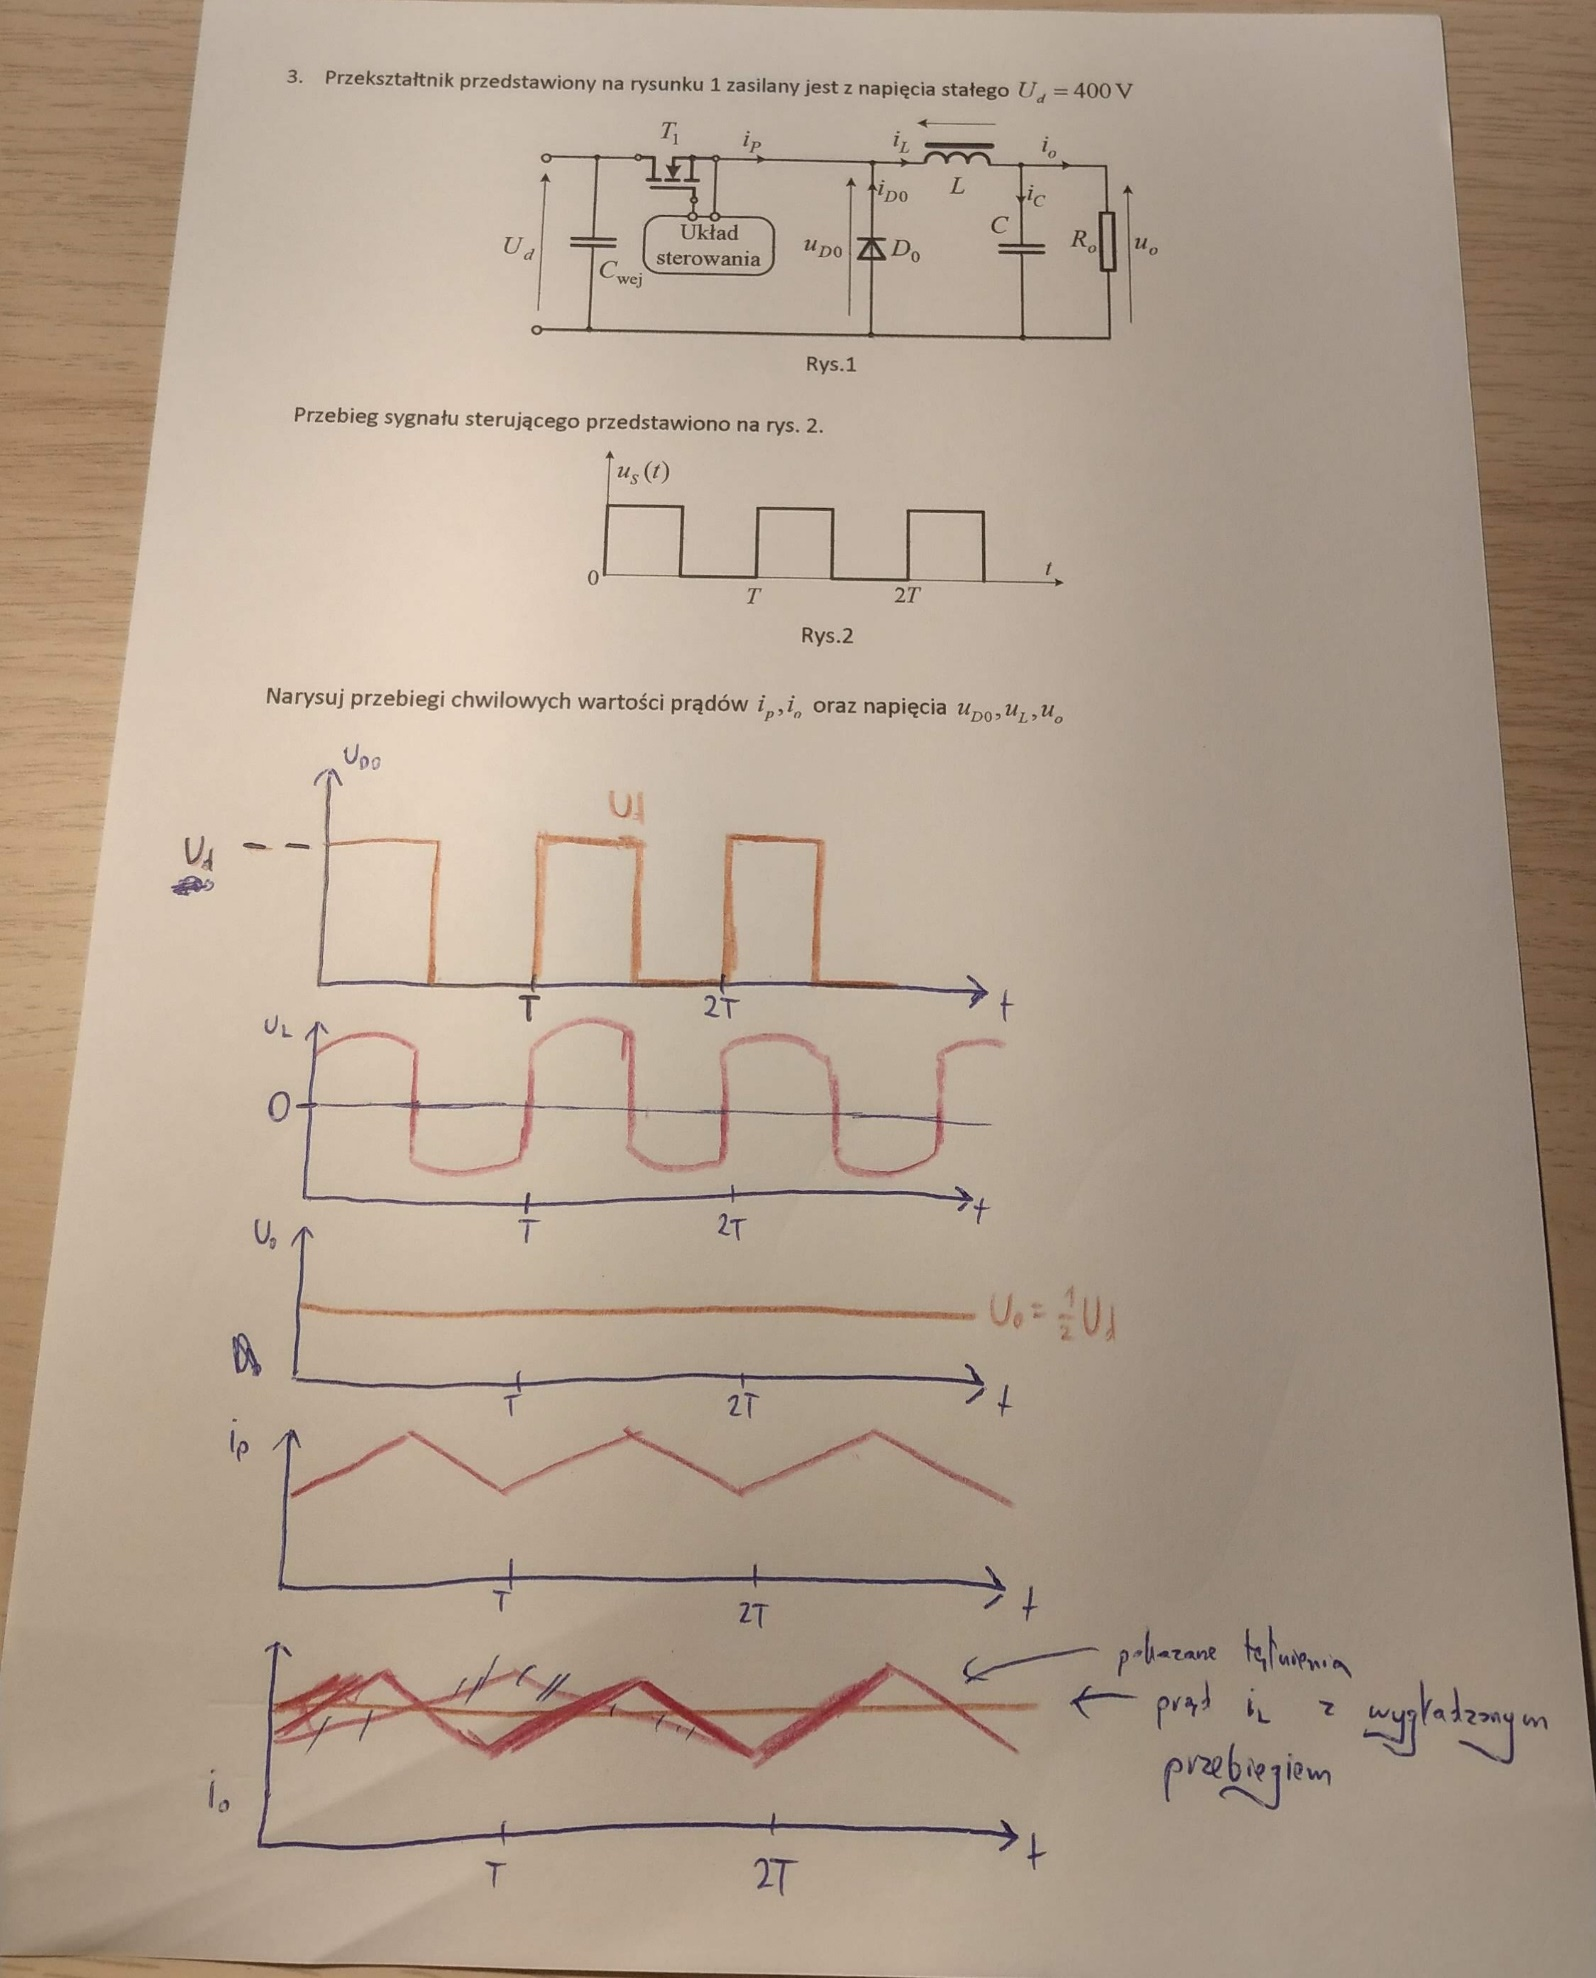 3. Przekształtnik przedstawiony na rysunku 1 zasilany jest z napięcia stałego U_d = 400 V
T_1
i_P
i_L
i_o
i_D0
L
i_C
U_d
C_wej
Układ
sterowania
u_D0
D_0
C
R_o
u_o
Rys.1
Przebieg sygnału sterującego przedstawiono na rys. 2.
u_s(t)
0
T
2T
t
Rys.2
Narysuj przebiegi chwilowych wartości prądów i_p, i_o oraz napięcia u_D0, u_L, u_o
U_D0
U_d
U_d
T
2T
t
U_L
0
T
2T
t
U_o
U_o = 1/2 U_d
T
2T
t
i_p
T
2T
t
pokazane tętnienia
prąd i_L z wygładzonym
przebiegiem
i_o
T
2T
t